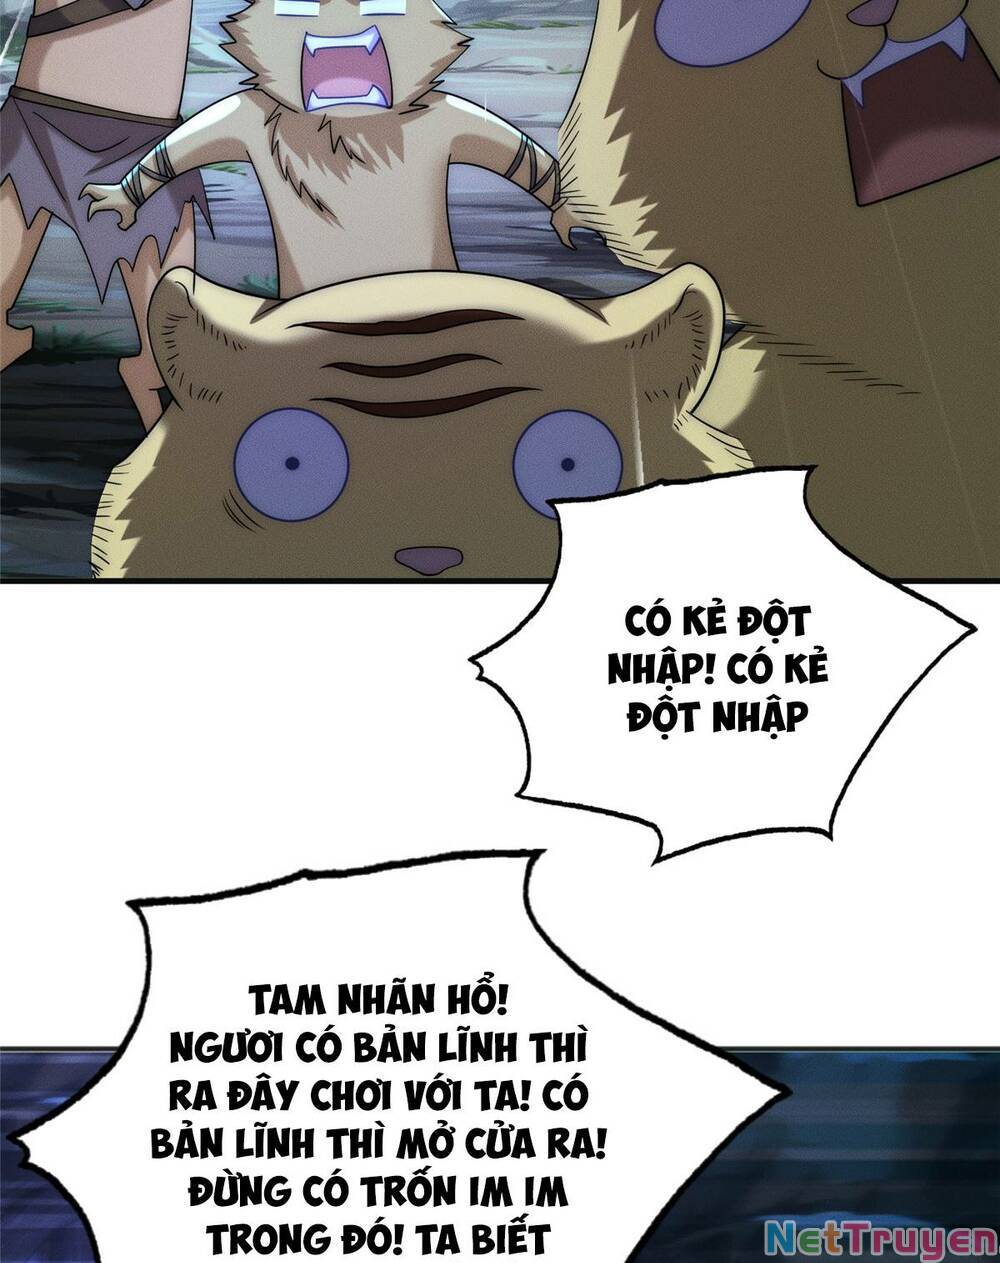 CÓ KẺ ĐỘT
NHẬP! CÓ KẺ
ĐỘT NHẬP
TAM NHÃN HỔ!
NGƯƠI CÓ BẢN LĨNH THÌ
RA ĐÂY CHƠI VỚI TA! CÓ
BẢN LĨNH THÌ MỞ CỬA RA!
ĐỪNG CÓ TRỐN IM IM
TRONG ĐÓ! TA BIẾT
NetTruyen